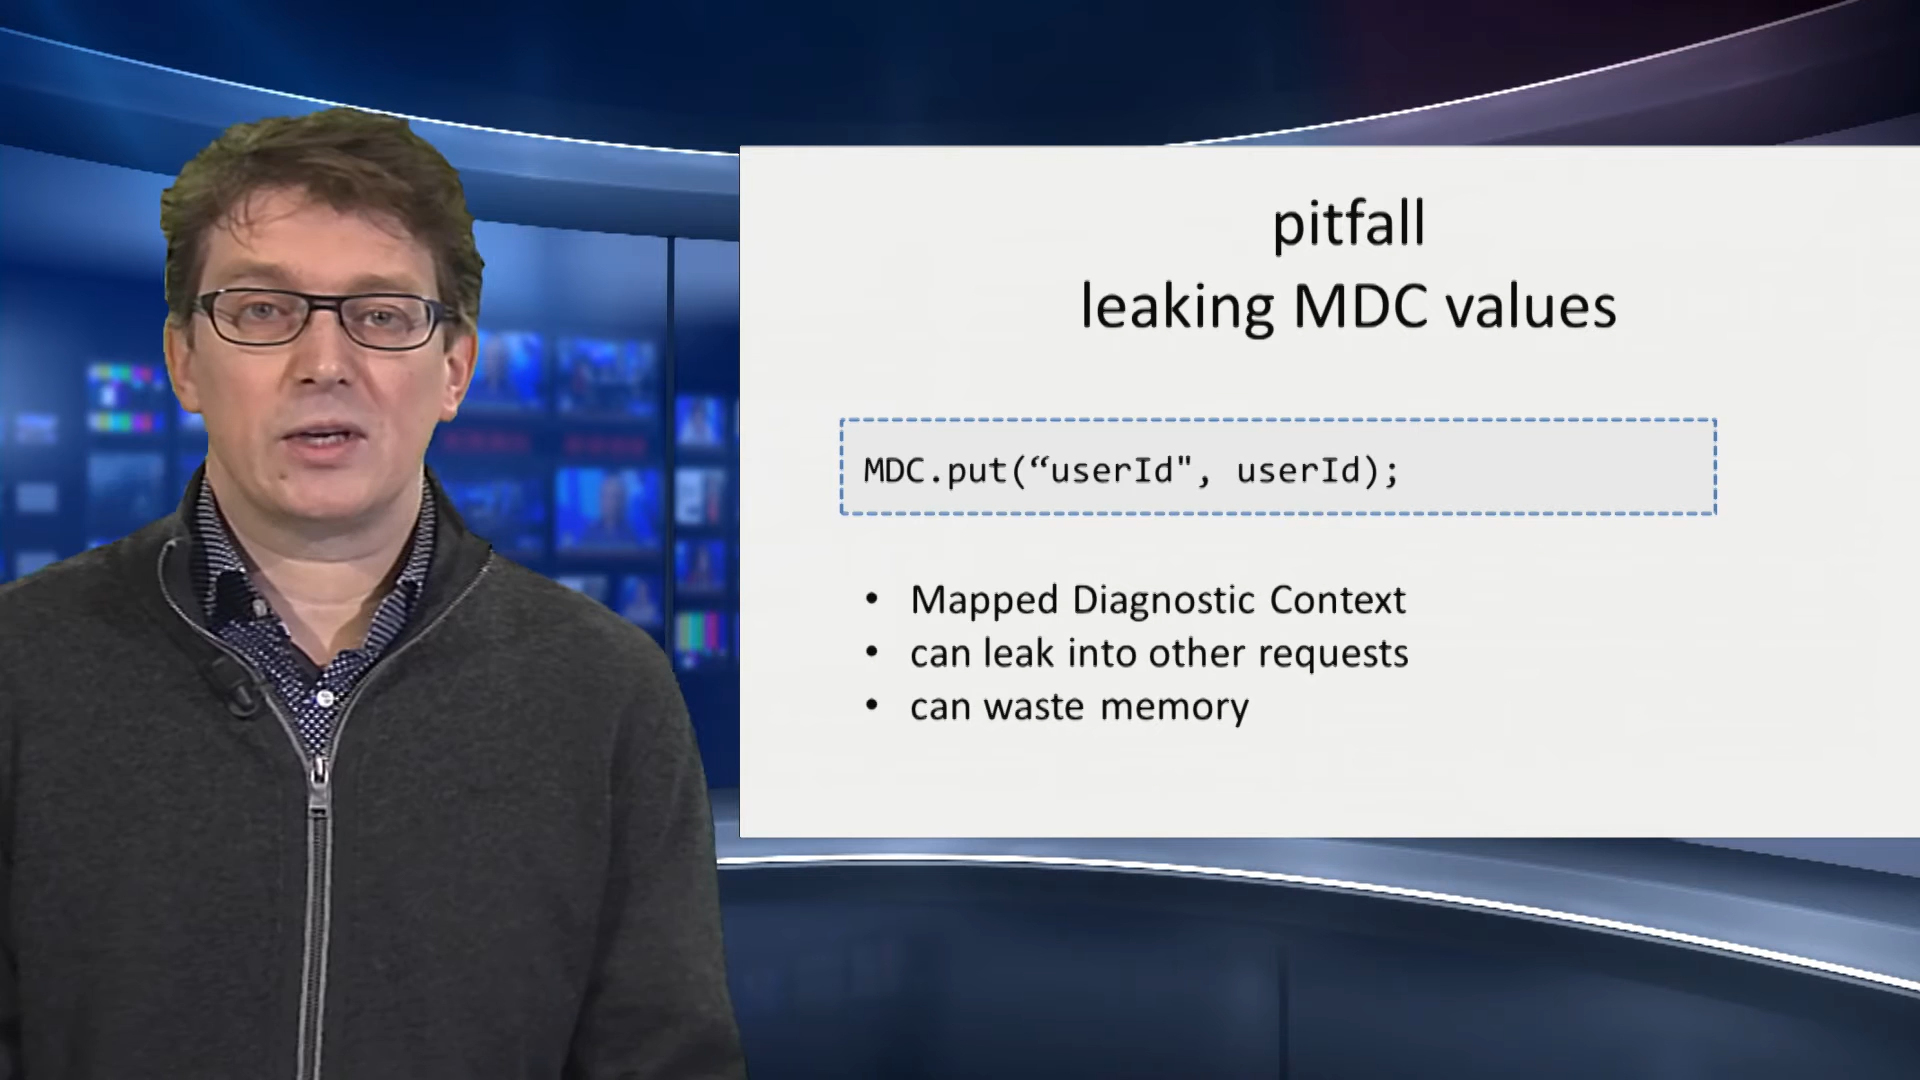 pitfall
leaking MDC values
MDC.put(“userId", userId);
• Mapped Diagnostic Context
• can leak into other requests
• can waste memory